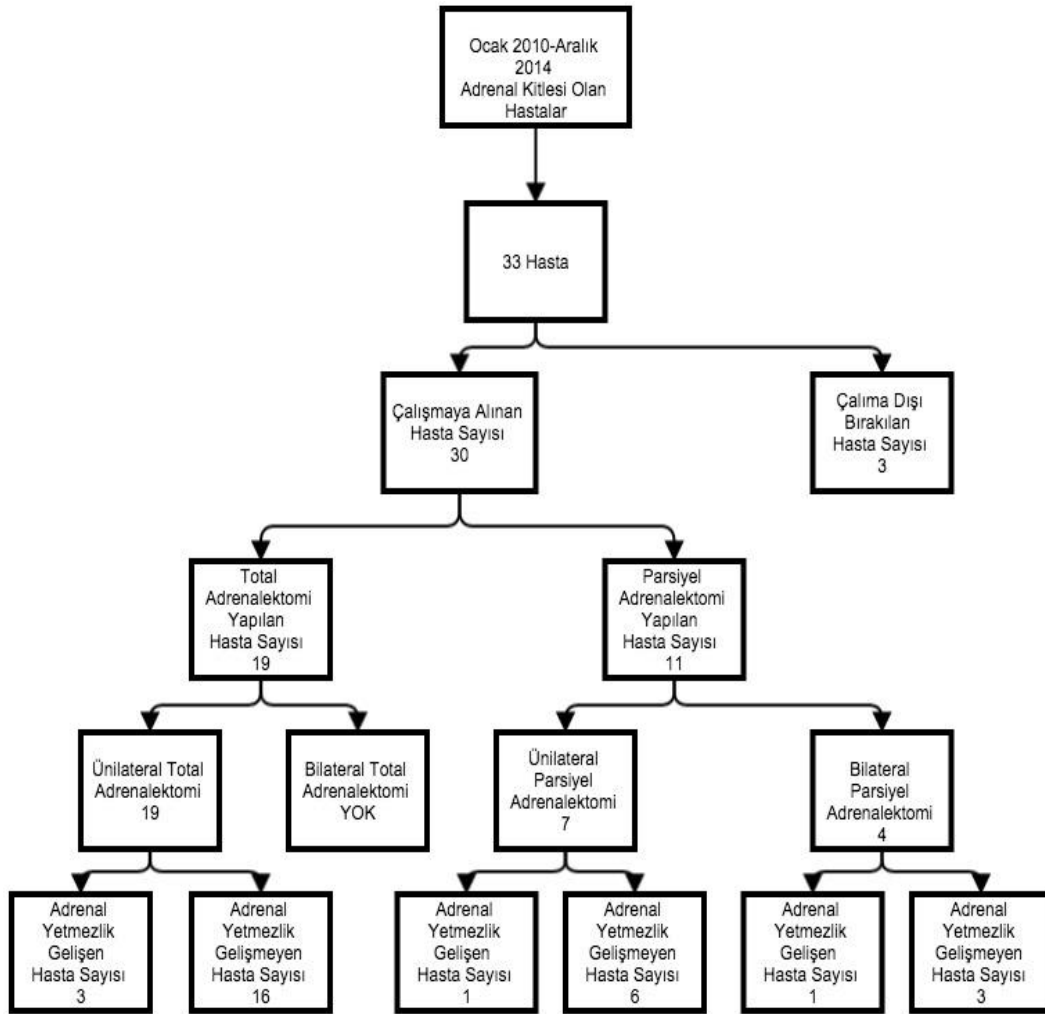 Ocak 2010-Aralık
2014
Adrenal Kitlesi Olan
Hastalar
33 Hasta
Çalışmaya Alınan
Hasta Sayısı
30
Çalıma Dışı
Bırakılan
Hasta Sayısı
3
Total
Adrenalektomi
Yapılan
Hasta Sayısı
19
Parsiyel
Adrenalektomi
Yapılan
Hasta Sayısı
11
Ünilateral Total
Adrenalektomi
19
Bilateral Total
Adrenalektomi
YOK
Ünilateral
Parsiyel
Adrenalektomi
7
Bilateral
Parsiyel
Adrenalektomi
4
Adrenal
Yetmezlik
Gelişen
Hasta Sayısı
3
Adrenal
Yetmezlik
Gelişmeyen
Hasta Sayısı
16
Adrenal
Yetmezlik
Gelişen
Hasta Sayısı
1
Adrenal
Yetmezlik
Gelişmeyen
Hasta Sayısı
6
Adrenal
Yetmezlik
Gelişen
Hasta Sayısı
1
Adrenal
Yetmezlik
Gelişmeyen
Hasta Sayısı
3